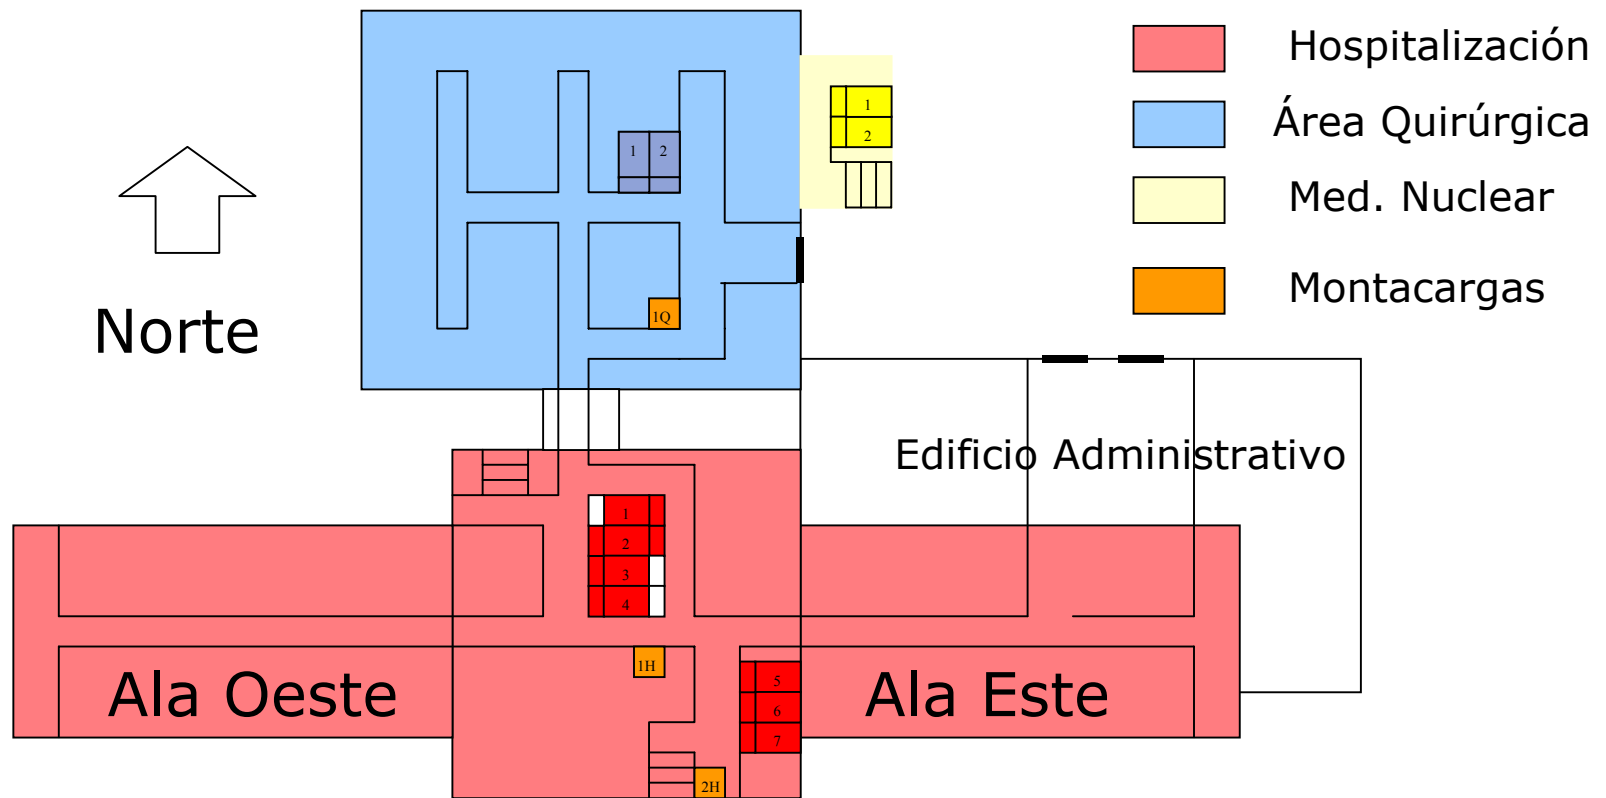 Hospitalización
Área Quirúrgica
Med. Nuclear
Montacargas
Norte
1
2
1 2
1Q
Edificio Administrativo
1
2
3
4
1H
Ala Oeste
5
6
7
Ala Este
2H